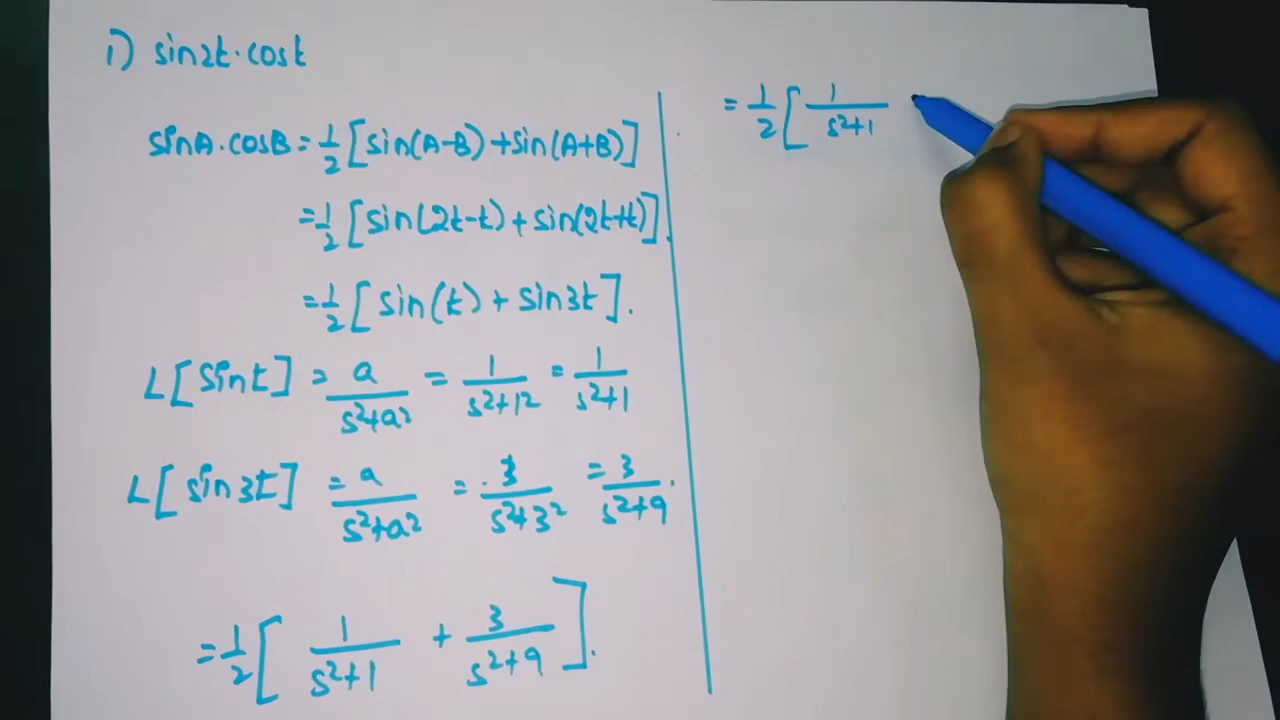 i) sin2t·cost
sinA·cosB = 1/2 [sin(A-B) + sin(A+B)]
= 1/2 [sin(2t-t) + sin(2t+t)].
= 1/2 [sin(t) + sin3t].
L[sint] = a/(s²+a²) = 1/(s²+1²) = 1/(s²+1)
L[sin3t] = a/(s²+a²) = 3/(s²+3²) = 3/(s²+9).
= 1/2 [1/(s²+1) + 3/(s²+9)].
= 1/2 [1/(s²+1)